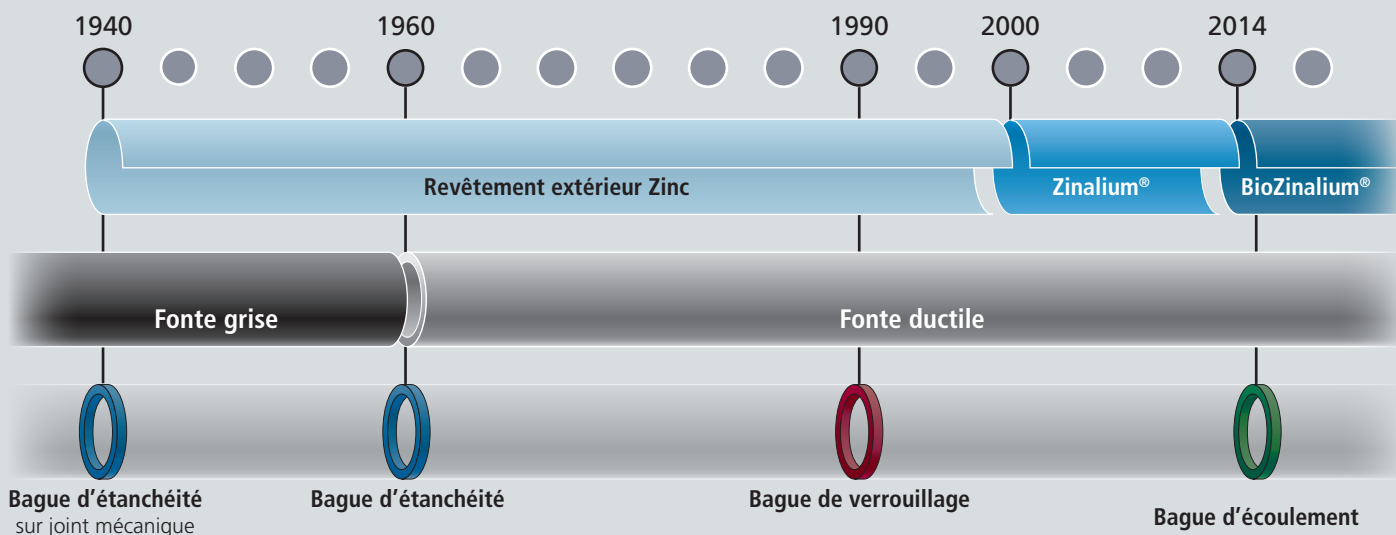 1940
1960
1990
2000
2014
Revêtement extérieur Zinc
Zinalium®
BioZinalium®
Fonte grise
Fonte ductile
Bague d’étanchéité
sur joint mécanique
Bague d’étanchéité
Bague de verrouillage
Bague d’écoulement